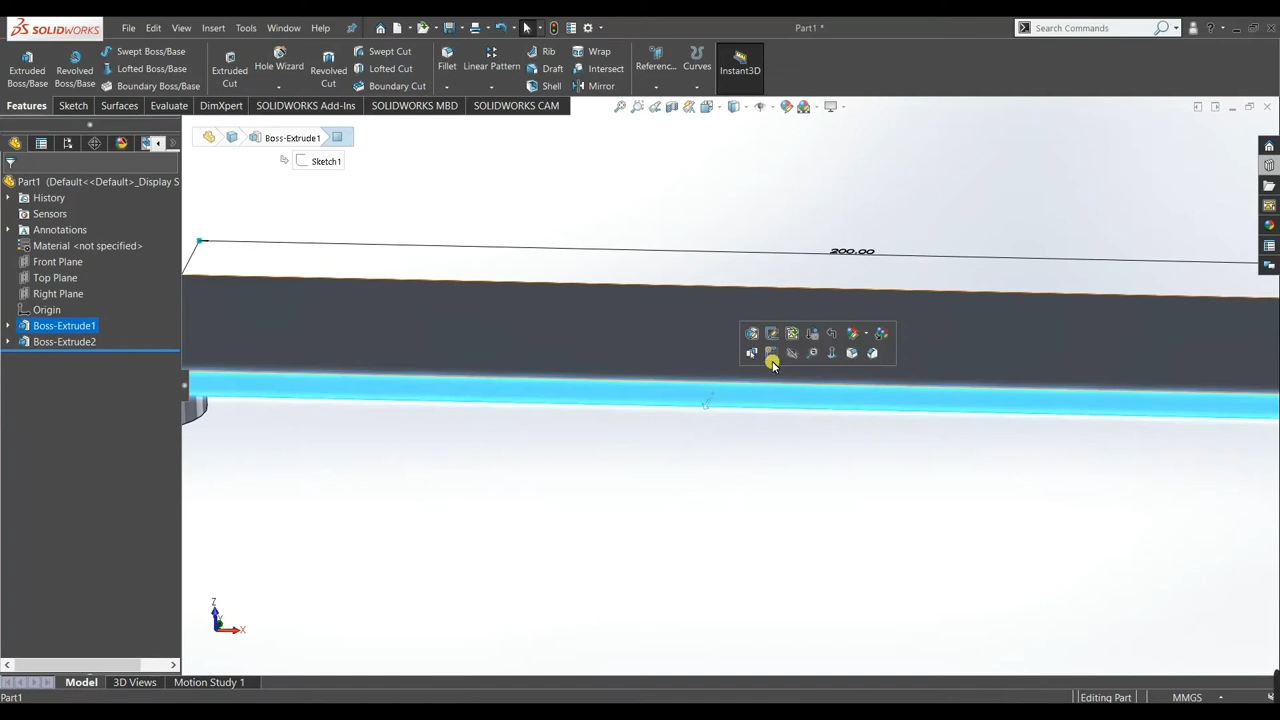 SOLIDWORKS
File Edit View Insert Tools Window Help
Part1 *
Search Commands
Extruded Boss/Base
Revolved Boss/Base
Swept Boss/Base
Lofted Boss/Base
Boundary Boss/Base
Extruded Cut
Hole Wizard
Revolved Cut
Swept Cut
Lofted Cut
Boundary Cut
Fillet
Linear Pattern
Rib
Draft
Shell
Wrap
Intersect
Mirror
Referenc...
Curves
Instant3D
Features Sketch Surfaces Evaluate DimXpert SOLIDWORKS Add-Ins SOLIDWORKS MBD SOLIDWORKS CAM
Boss-Extrude1
Sketch1
Part1 (Default<<Default>_Display S
History
Sensors
Annotations
Material <not specified>
Front Plane
Top Plane
Right Plane
Origin
Boss-Extrude1
Boss-Extrude2
200.00
Z
X
Model 3D Views Motion Study 1
Part1
Editing Part
MMGS